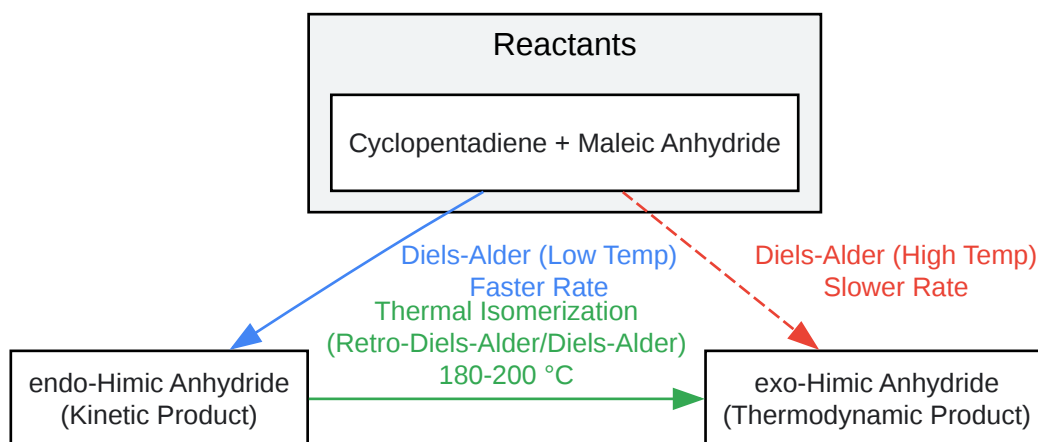 Reactants
Cyclopentadiene + Maleic Anhydride
Diels-Alder (Low Temp)
Faster Rate
Diels-Alder (High Temp)
Slower Rate
Thermal Isomerization
(Retro-Diels-Alder/Diels-Alder)
180-200 °C
endo-Himic Anhydride
(Kinetic Product)
exo-Himic Anhydride
(Thermodynamic Product)